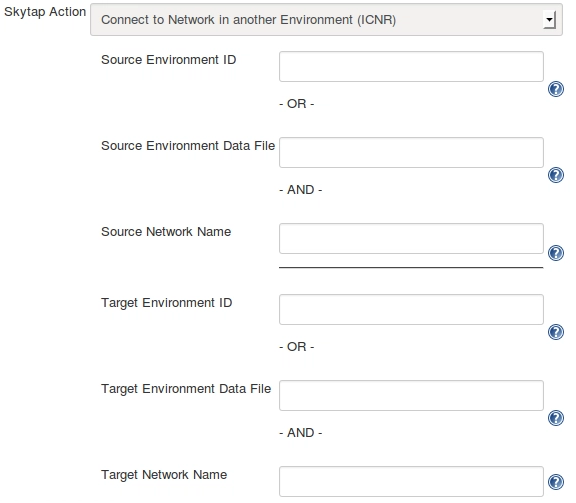 Skytap Action Connect to Network in another Environment (ICNR)
Source Environment ID
- OR -
Source Environment Data File
- AND -
Source Network Name
Target Environment ID
- OR -
Target Environment Data File
- AND -
Target Network Name